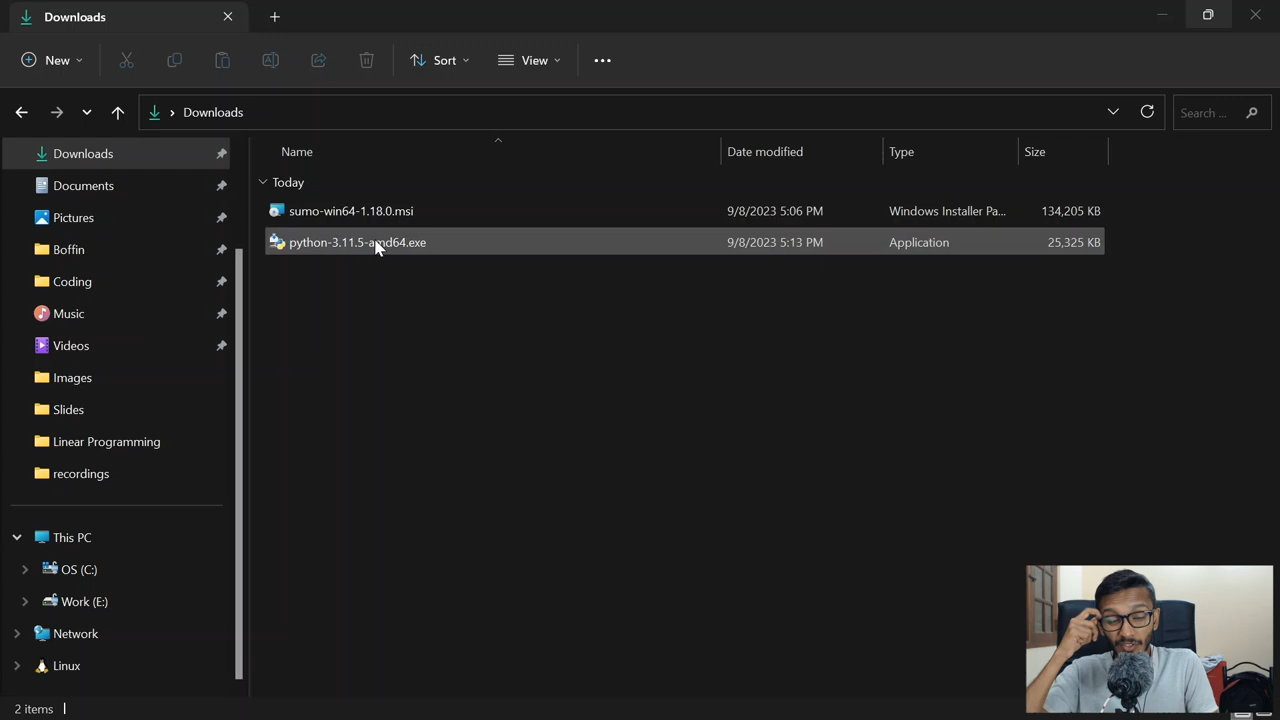 Downloads
New
Sort
View
Downloads
Search ...
Downloads
Documents
Pictures
Boffin
Coding
Music
Videos
Images
Slides
Linear Programming
recordings
This PC
OS (C:)
Work (E:)
Network
Linux
Name Date modified Type Size
Today
sumo-win64-1.18.0.msi 9/8/2023 5:06 PM Windows Installer Pa... 134,205 KB
python-3.11.5-amd64.exe 9/8/2023 5:13 PM Application 25,325 KB
2 items